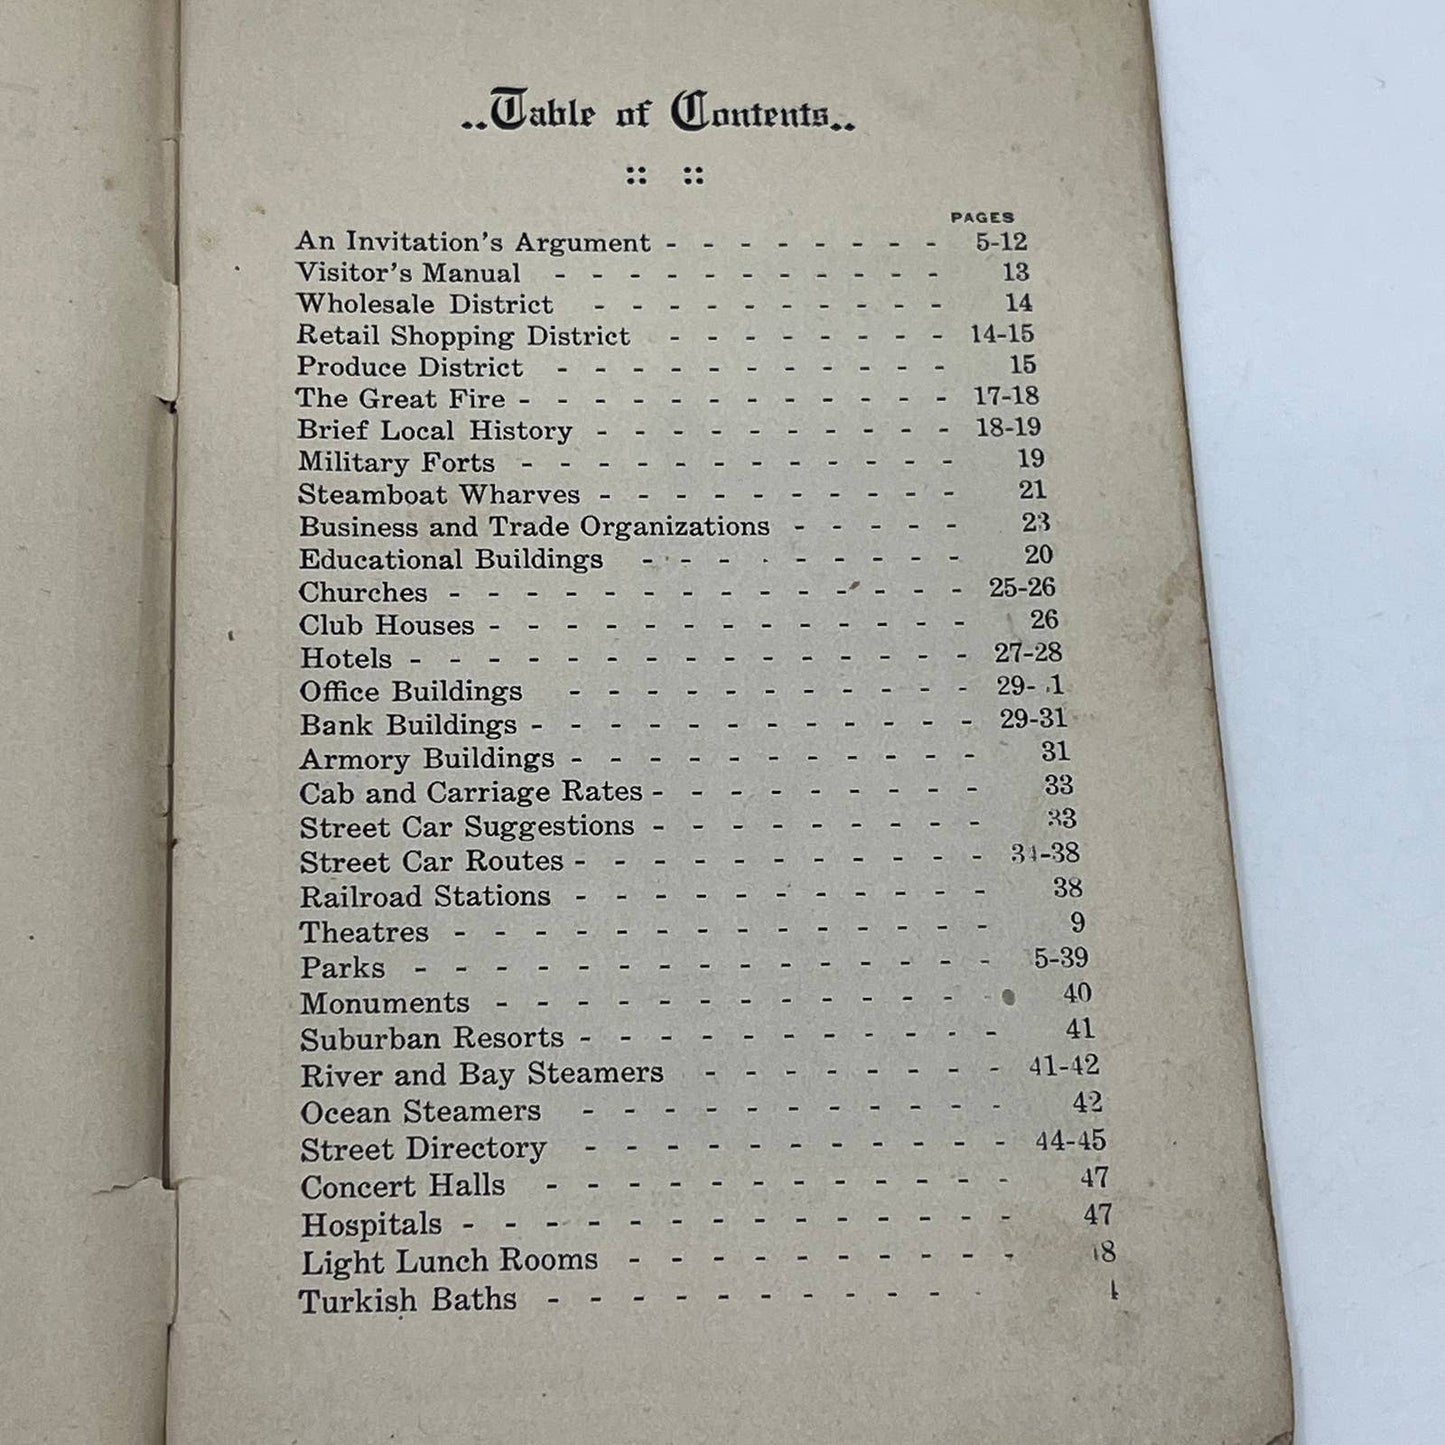 ..Table of Contents..
:: ::
PAGES
An Invitation's Argument - - - - - - - - 5-12
Visitor's Manual - - - - - - - - - - - 13
Wholesale District - - - - - - - - - - 14
Retail Shopping District - - - - - - - - 14-15
Produce District - - - - - - - - - - - 15
The Great Fire - - - - - - - - - - - - 17-18
Brief Local History - - - - - - - - - - 18-19
Military Forts - - - - - - - - - - - - 19
Steamboat Wharves - - - - - - - - - - 21
Business and Trade Organizations - - - - - 23
Educational Buildings - - - - - - - - - 20
Churches - - - - - - - - - - - - - - 25-26
Club Houses - - - - - - - - - - - - - 26
Hotels - - - - - - - - - - - - - - - 27-28
Office Buildings - - - - - - - - - - - 29- 1
Bank Buildings - - - - - - - - - - - - 29-31
Armory Buildings - - - - - - - - - - - 31
Cab and Carriage Rates - - - - - - - - - 33
Street Car Suggestions - - - - - - - - - 33
Street Car Routes - - - - - - - - - - - 34-38
Railroad Stations - - - - - - - - - - - 38
Theatres - - - - - - - - - - - - - - 9
Parks - - - - - - - - - - - - - - - 5-39
Monuments - - - - - - - - - - - - - 40
Suburban Resorts - - - - - - - - - - - 41
River and Bay Steamers - - - - - - - - 41-42
Ocean Steamers - - - - - - - - - - - 42
Street Directory - - - - - - - - - - - 44-45
Concert Halls - - - - - - - - - - - - 47
Hospitals - - - - - - - - - - - - - - 47
Light Lunch Rooms - - - - - - - - - - 8
Turkish Baths - - - - - - - - - - -